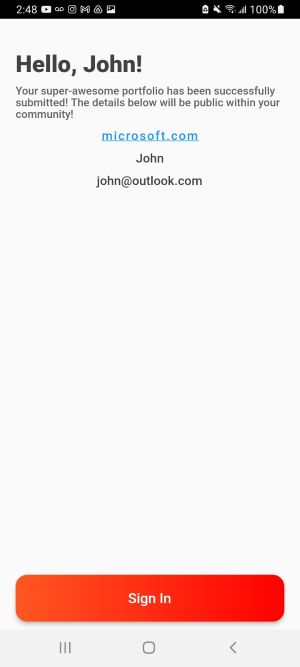 2:48 100%
Hello, John!
Your super-awesome portfolio has been successfully
submitted! The details below will be public within your
community!
microsoft.com
John
john@outlook.com
Sign In